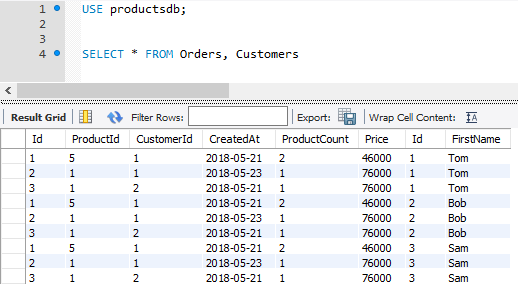 1 USE productsdb;
2
3
4 SELECT * FROM Orders, Customers
Result Grid Filter Rows: Export: Wrap Cell Content:
Id ProductId CustomerId CreatedAt ProductCount Price Id FirstName
1 5 1 2018-05-21 2 46000 1 Tom
2 1 1 2018-05-23 1 76000 1 Tom
3 1 2 2018-05-21 1 76000 1 Tom
1 5 1 2018-05-21 2 46000 2 Bob
2 1 1 2018-05-23 1 76000 2 Bob
3 1 2 2018-05-21 1 76000 2 Bob
1 5 1 2018-05-21 2 46000 3 Sam
2 1 1 2018-05-23 1 76000 3 Sam
3 1 2 2018-05-21 1 76000 3 Sam